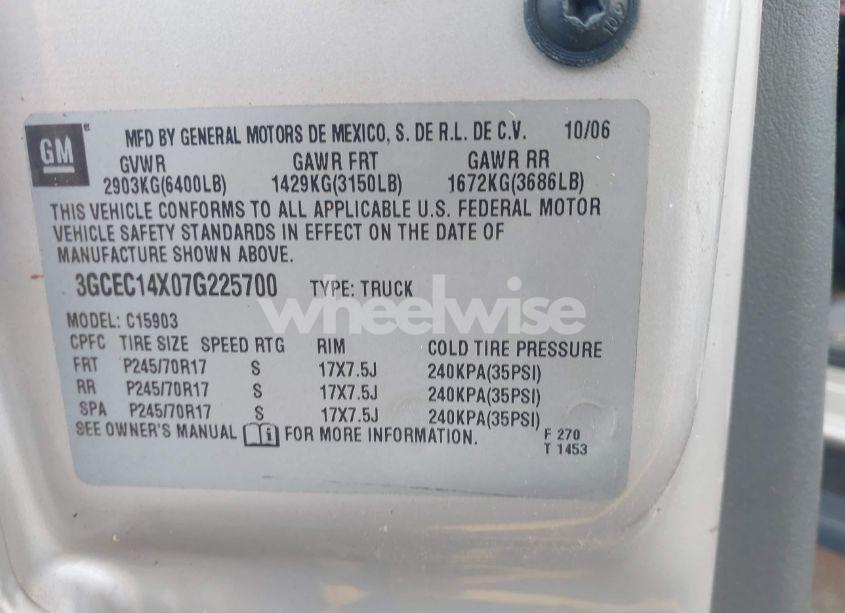 10.9
GM ®
MFD BY GENERAL MOTORS DE MEXICO, S. DE R.L. DE C.V. 10/06
GVWR GAWR FRT GAWR RR
2903KG(6400LB) 1429KG(3150LB) 1672KG(3686LB)
THIS VEHICLE CONFORMS TO ALL APPLICABLE U.S. FEDERAL MOTOR
VEHICLE SAFETY STANDARDS IN EFFECT ON THE DATE OF
MANUFACTURE SHOWN ABOVE.
3GCEC14X07G225700 TYPE: TRUCK
wheelwise
MODEL: C15903
CPFC TIRE SIZE SPEED RTG RIM COLD TIRE PRESSURE
FRT P245/70R17 S 17X7.5J 240KPA(35PSI)
RR P245/70R17 S 17X7.5J 240KPA(35PSI)
SPA P245/70R17 S 17X7.5J 240KPA(35PSI)
SEE OWNER'S MANUAL FOR MORE INFORMATION.
F 270
T 1453